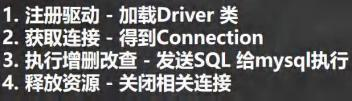 1. 注册驱动 - 加载Driver 类
2. 获取连接 - 得到Connection
3. 执行增删改查 - 发送SQL 给mysql执行
4. 释放资源 - 关闭相关连接